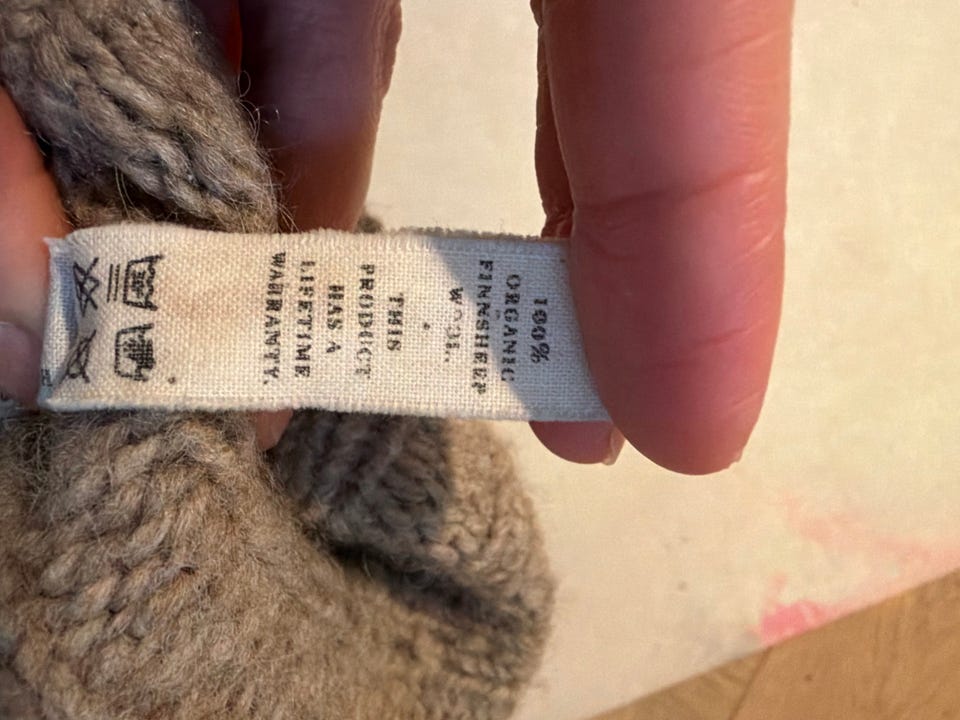 100%
ORGANIC
FINNSHEEP
WOOL.
THIS
PRODUCT
HAS A
LIFETIME
WARRANTY.